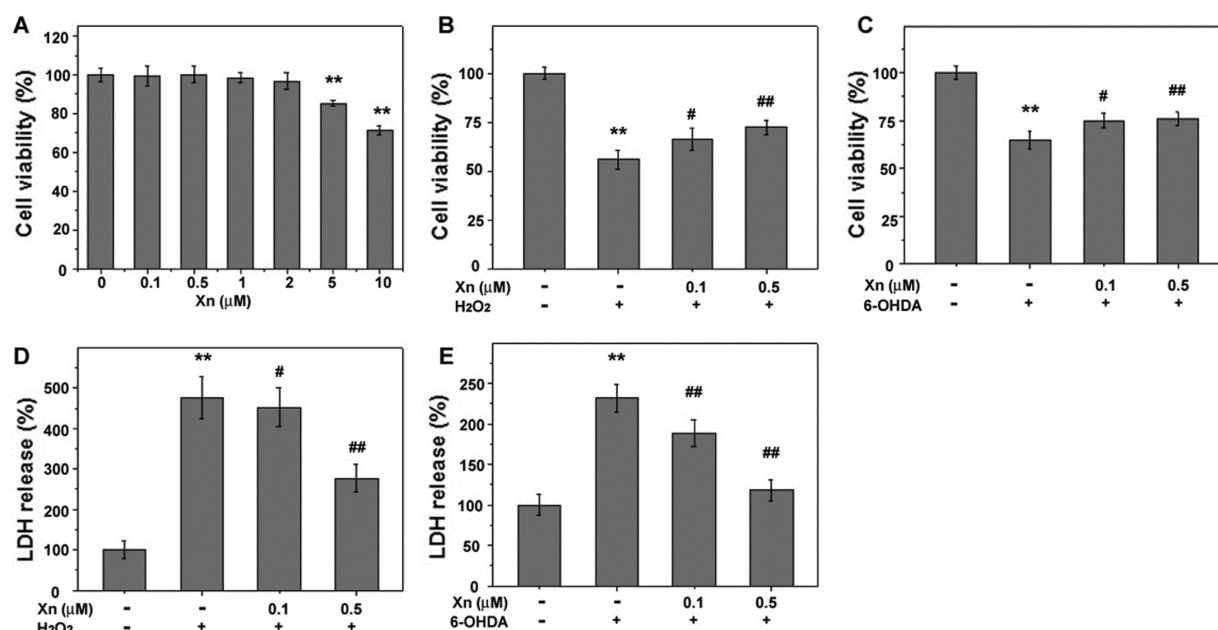 A
Cell viability (%)
120
100
80
60
40
20
0
** **
0 0.1 0.5 1 2 5 10
Xn (μM)
B
Cell viability (%)
100
75
50
25
0
** # ##
Xn (μM) - - 0.1 0.5
H₂O₂ - + + +
C
Cell viability (%)
100
75
50
25
0
** # ##
Xn (μM) - - 0.1 0.5
6-OHDA - + + +
D
LDH release (%)
500
400
300
200
100
0
** # ##
Xn (μM) - - 0.1 0.5
H₂O₂ - + + +
E
LDH release (%)
250
200
150
100
50
0
** ## ##
Xn (μM) - - 0.1 0.5
6-OHDA - + + +